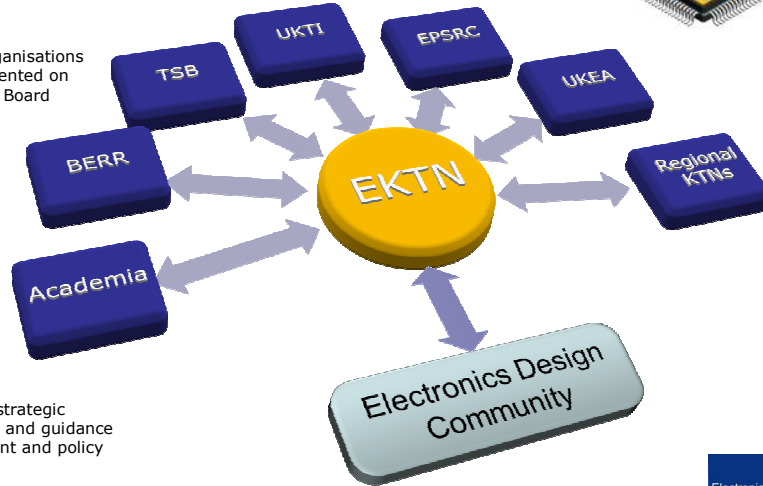 UKTI
EPSRC
TSB
UKEA
BERR
Regional
KTNs
Academia
EKTN
Electronics Design
Community
ented on
Board
strategic
and guidance
nt and policy